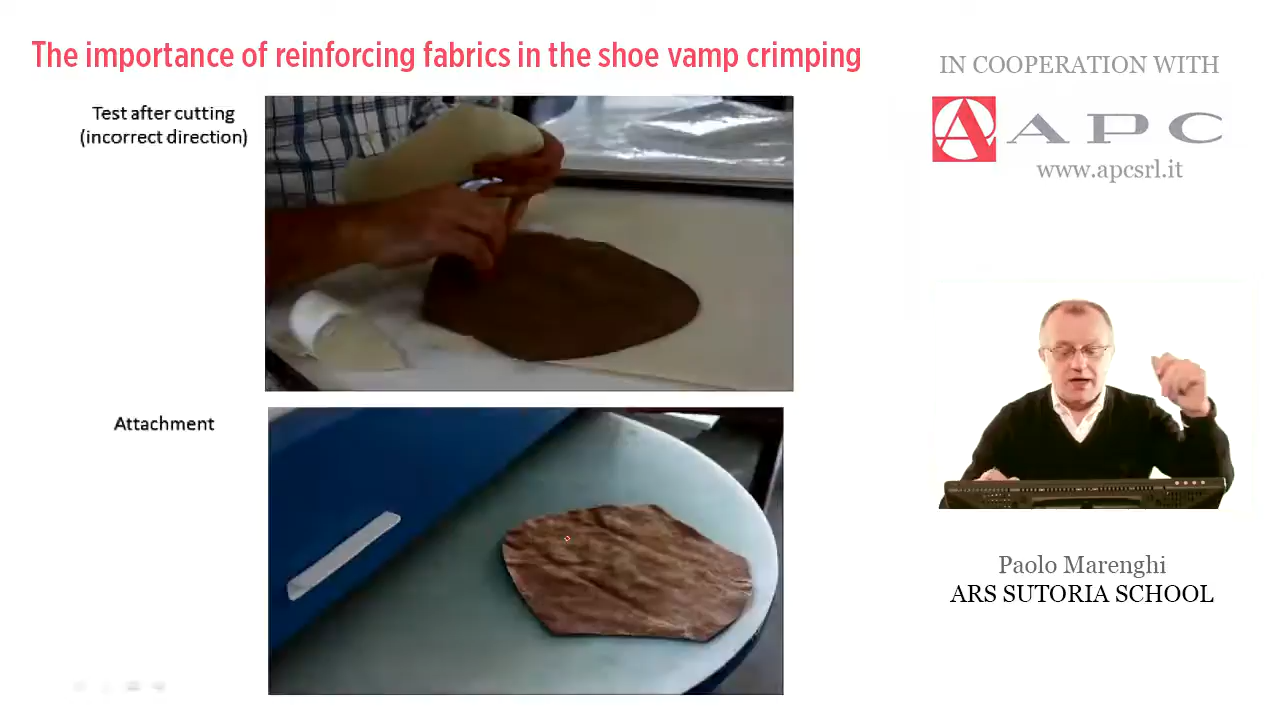 The importance of reinforcing fabrics in the shoe vamp crimping
IN COOPERATION WITH
APC
www.apcsrl.it
Test after cutting
(incorrect direction)
Attachment
Paolo Marenghi
ARS SUTORIA SCHOOL